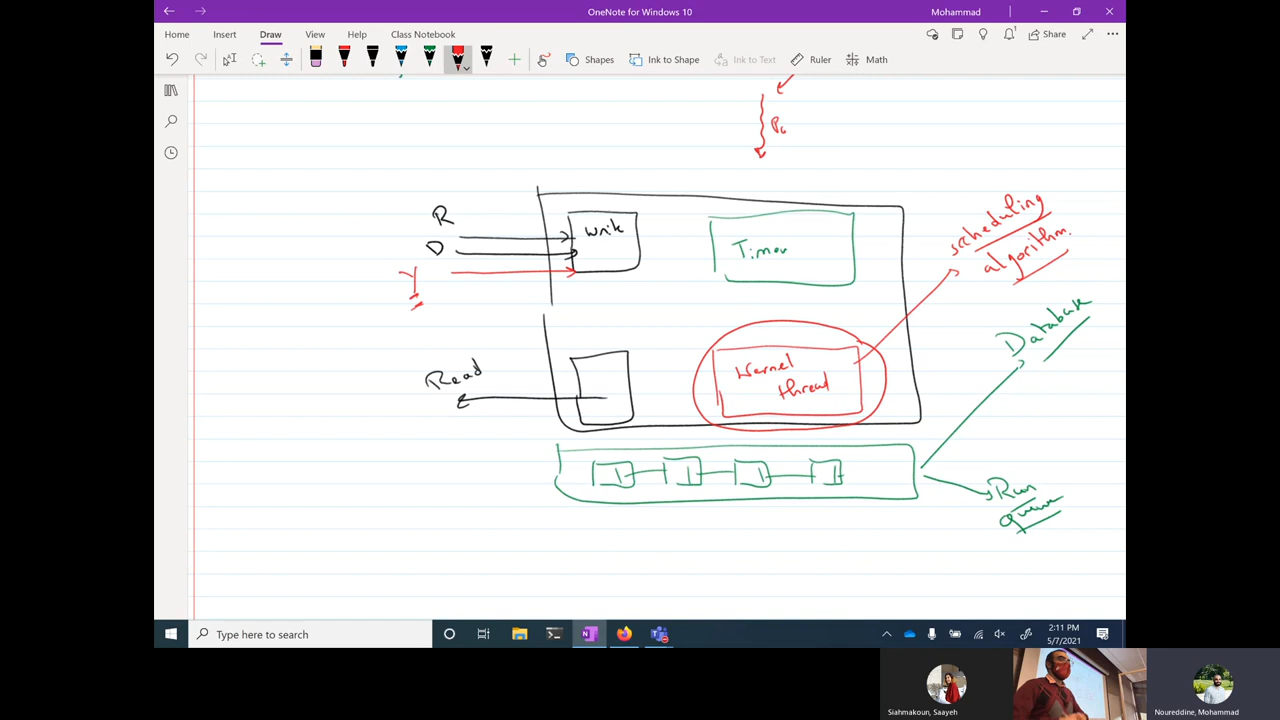 OneNote for Windows 10
Mohammad
Home Insert Draw View Help Class Notebook
Share
Shapes Ink to Shape Ink to Text Ruler Math
P6
R
D
Y
Write
Timer
scheduling
algorithm.
Database
Read
Kernel
thread
Run
queue
Type here to search
2:11 PM
5/7/2021
Siahmakoun, Saayeh
Noureddine, Mohammad